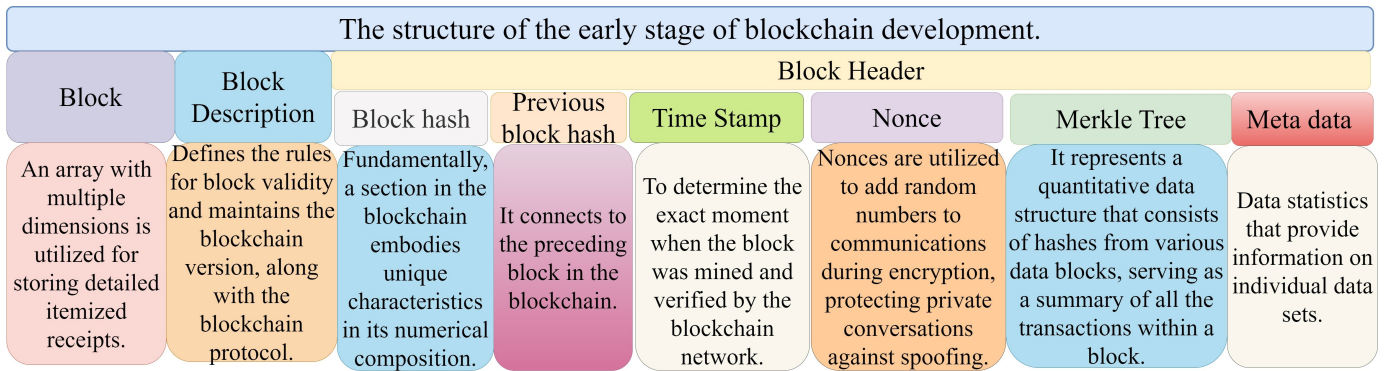 The structure of the early stage of blockchain development.
Block
Block
Description
Block Header
Block hash
Previous
block hash
Time Stamp
Nonce
Merkle Tree
Meta data
An array with
multiple
dimensions is
utilized for
storing detailed
itemized
receipts.
Defines the rules
for block validity
and maintains the
blockchain
version, along
with the
blockchain
protocol.
Fundamentally,
a section in the
blockchain
embodies
unique
characteristics
in its numerical
composition.
It connects to
the preceding
block in the
blockchain.
To determine the
exact moment
when the block
was mined and
verified by the
blockchain
network.
Nonces are utilized
to add random
numbers to
communications
during encryption,
protecting private
conversations
against spoofing.
It represents a
quantitative data
structure that consists
of hashes from various
data blocks, serving as
a summary of all the
transactions within a
block.
Data statistics
that provide
information on
individual data
sets.